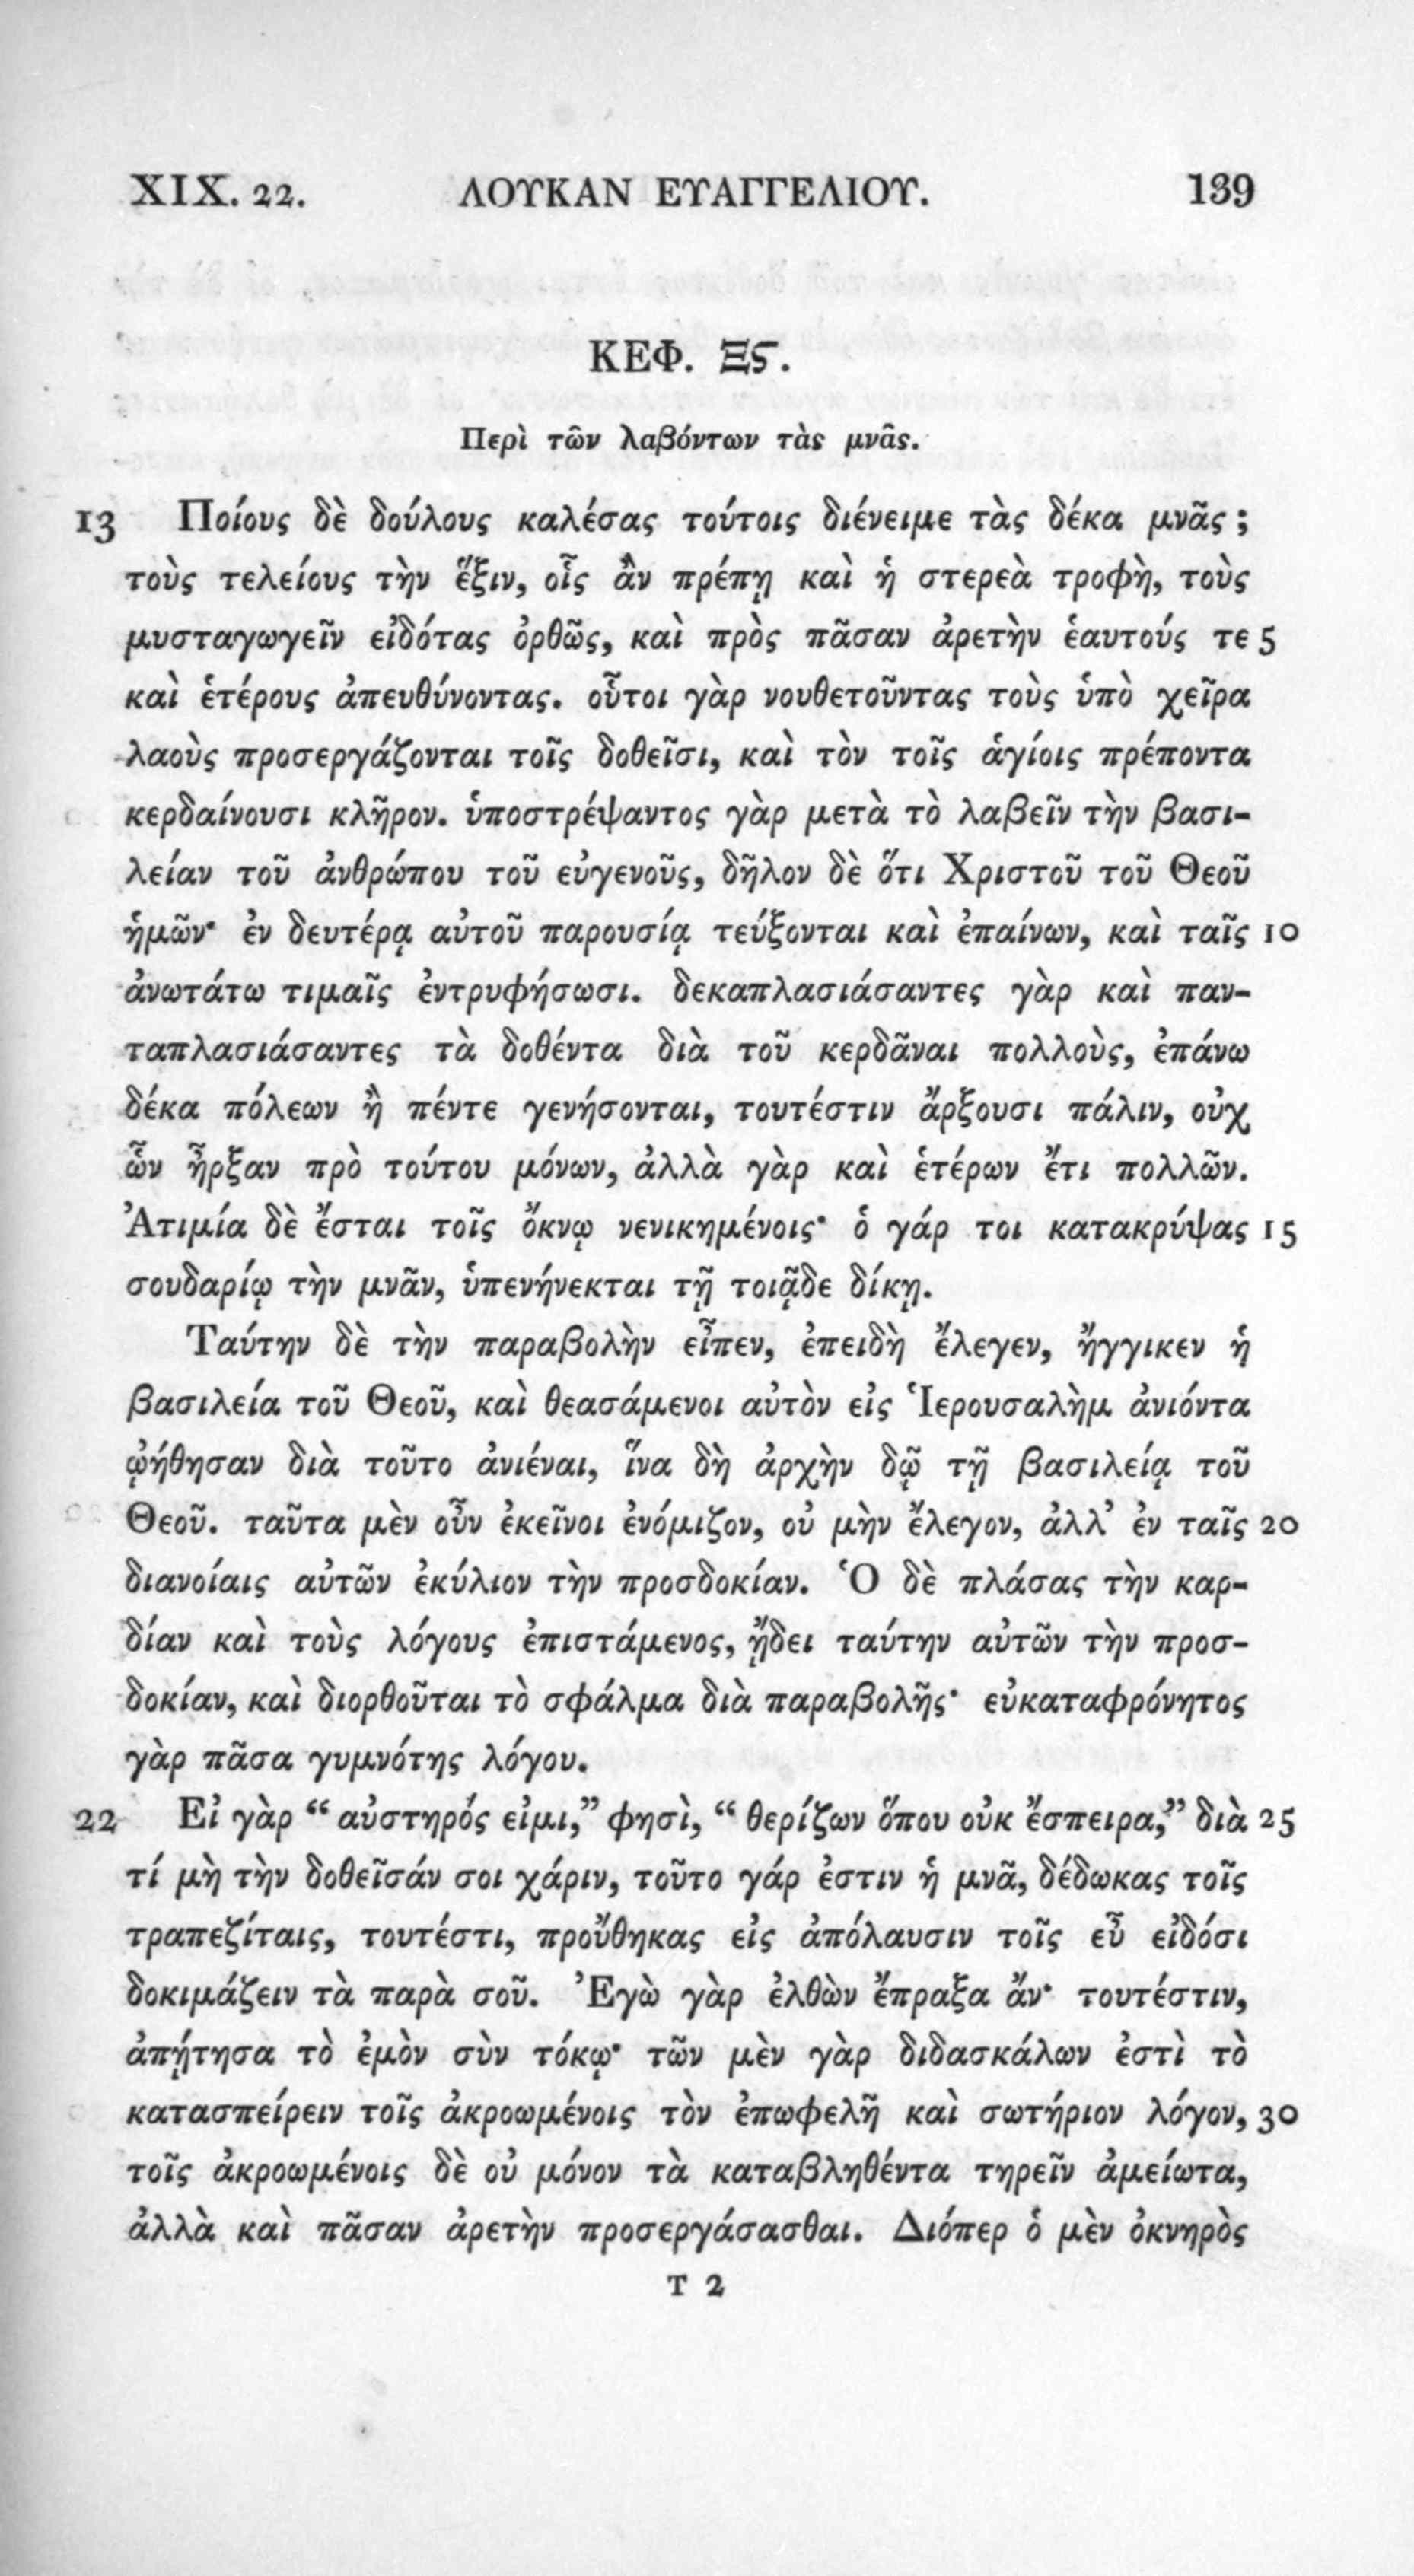 XIX. 22. ΛΟΥΚΑΝ ΕΥΑΓΓΕΛΙΟΥ. 139
ΚΕΦ. Ξϛ.
Περὶ τῶν λαβόντων τὰς μνᾶς.
13 Ποίους δὲ δούλους καλέσας τούτοις διένειμε τὰς δέκα μνᾶς ;
τοὺς τελείους τὴν ἕξιν, οἷς ἂν πρέπῃ καὶ ἡ στερεὰ τροφὴ, τοὺς
μυσταγωγεῖν εἰδότας ὀρθῶς, καὶ πρὸς πᾶσαν ἀρετὴν ἑαυτούς τε 5
καὶ ἑτέρους ἀπευθύνοντας. οὗτοι γὰρ νουθετοῦντας τοὺς ὑπὸ χεῖρα
λαοὺς προσεργάζονται τοῖς δοθεῖσι, καὶ τὸν τοῖς ἁγίοις πρέποντα
κερδαίνουσι κλῆρον. ὑποστρέψαντος γὰρ μετὰ τὸ λαβεῖν τὴν βασι-
λείαν τοῦ ἀνθρώπου τοῦ εὐγενοῦς, δῆλον δὲ ὅτι Χριστοῦ τοῦ Θεοῦ
ἡμῶν· ἐν δευτέρᾳ αὐτοῦ παρουσίᾳ τεύξονται καὶ ἐπαίνων, καὶ ταῖς 10
ἀνωτάτω τιμαῖς ἐντρυφήσωσι. δεκαπλασιάσαντες γὰρ καὶ παν-
ταπλασιάσαντες τὰ δοθέντα διὰ τοῦ κερδᾶναι πολλοὺς, ἐπάνω
δέκα πόλεων ἢ πέντε γενήσονται, τουτέστιν ἄρξουσι πάλιν, οὐχ
ὧν ἦρξαν πρὸ τούτου μόνων, ἀλλὰ γὰρ καὶ ἑτέρων ἔτι πολλῶν.
Ἀτιμία δὲ ἔσται τοῖς ὄκνῳ νενικημένοις· ὁ γάρ τοι κατακρύψας 15
σουδαρίῳ τὴν μνᾶν, ὑπενήνεκται τῇ τοιᾷδε δίκῃ.
Ταύτην δὲ τὴν παραβολὴν εἶπεν, ἐπειδὴ ἔλεγεν, ἤγγικεν ἡ
βασιλεία τοῦ Θεοῦ, καὶ θεασάμενοι αὐτὸν εἰς Ἱερουσαλὴμ ἀνιόντα
ᾠήθησαν διὰ τοῦτο ἀνιέναι, ἵνα δὴ ἀρχὴν δῷ τῇ βασιλείᾳ τοῦ
Θεοῦ. ταῦτα μὲν οὖν ἐκεῖνοι ἐνόμιζον, οὐ μὴν ἔλεγον, ἀλλ’ ἐν ταῖς 20
διανοίαις αὐτῶν ἐκύλιον τὴν προσδοκίαν. Ὁ δὲ πλάσας τὴν καρ-
δίαν καὶ τοὺς λόγους ἐπιστάμενος, ᾔδει ταύτην αὐτῶν τὴν προσ-
δοκίαν, καὶ διορθοῦται τὸ σφάλμα διὰ παραβολῆς· εὐκαταφρόνητος
γὰρ πᾶσα γυμνότης λόγου.
22 Εἰ γὰρ “ αὐστηρός εἰμι,” φησὶ, “ θερίζων ὅπου οὐκ ἔσπειρα,” διὰ 25
τί μὴ τὴν δοθεῖσάν σοι χάριν, τοῦτο γάρ ἐστιν ἡ μνᾶ, δέδωκας τοῖς
τραπεζίταις, τουτέστι, προὔθηκας εἰς ἀπόλαυσιν τοῖς εὖ εἰδόσι
δοκιμάζειν τὰ παρὰ σοῦ. Ἐγὼ γὰρ ἐλθὼν ἔπραξα ἄν· τουτέστιν,
ἀπῄτησα τὸ ἐμὸν σὺν τόκῳ· τῶν μὲν γὰρ διδασκάλων ἐστὶ τὸ
κατασπείρειν τοῖς ἀκροωμένοις τὸν ἐπωφελῆ καὶ σωτήριον λόγον, 30
τοῖς ἀκροωμένοις δὲ οὐ μόνον τὰ καταβληθέντα τηρεῖν ἀμείωτα,
ἀλλὰ καὶ πᾶσαν ἀρετὴν προσεργάσασθαι. Διόπερ ὁ μὲν ὀκνηρὸς
T 2